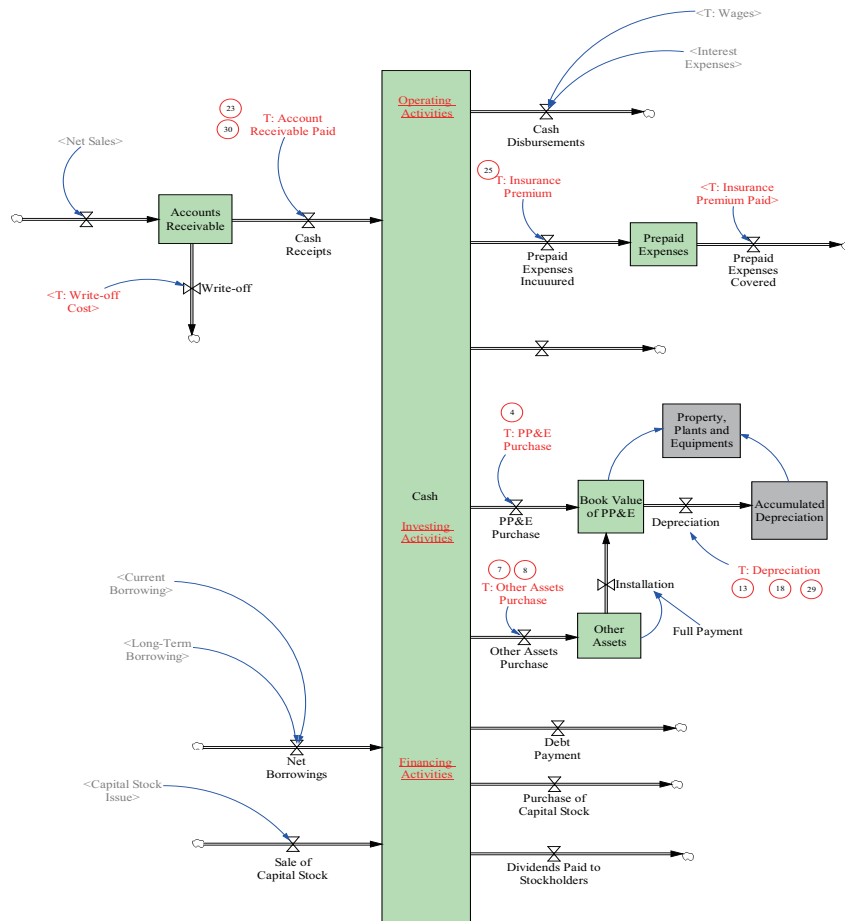 <T: Wages>
<Interest
Expenses>
Operating
Activities
Cash
Disbursements
23
30
T: Account
Receivable Paid
<Net Sales>
25
T: Insurance
Premium
<T: Insurance
Premium Paid>
Accounts
Receivable
Cash
Receipts
Prepaid
Expenses
Incuuured
Prepaid
Expenses
Prepaid
Expenses
Covered
<T: Write-off
Cost>
Write-off
4
T: PP&E
Purchase
Property,
Plants and
Equipments
Cash
Book Value
of PP&E
Accumulated
Depreciation
PP&E
Purchase
Depreciation
Investing
Activities
7
8
T: Other Assets
Purchase
Installation
T: Depreciation
13
18
29
<Current
Borrowing>
Full Payment
Other
Assets
Other Assets
Purchase
<Long-Term
Borrowing>
Net
Borrowings
Financing
Activities
Debt
Payment
<Capital Stock
Issue>
Purchase of
Capital Stock
Sale of
Capital Stock
Dividends Paid to
Stockholders